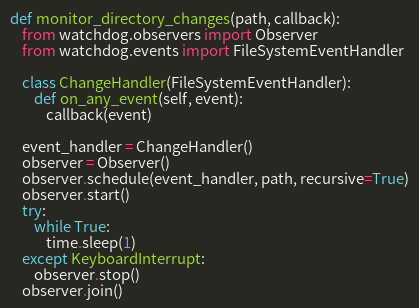 def monitor_directory_changes(path, callback):
    from watchdog.observers import Observer
    from watchdog.events import FileSystemEventHandler

    class ChangeHandler(FileSystemEventHandler):
        def on_any_event(self, event):
            callback(event)

    event_handler = ChangeHandler()
    observer = Observer()
    observer.schedule(event_handler, path, recursive=True)
    observer.start()
    try:
        while True:
            time.sleep(1)
    except KeyboardInterrupt:
        observer.stop()
    observer.join()